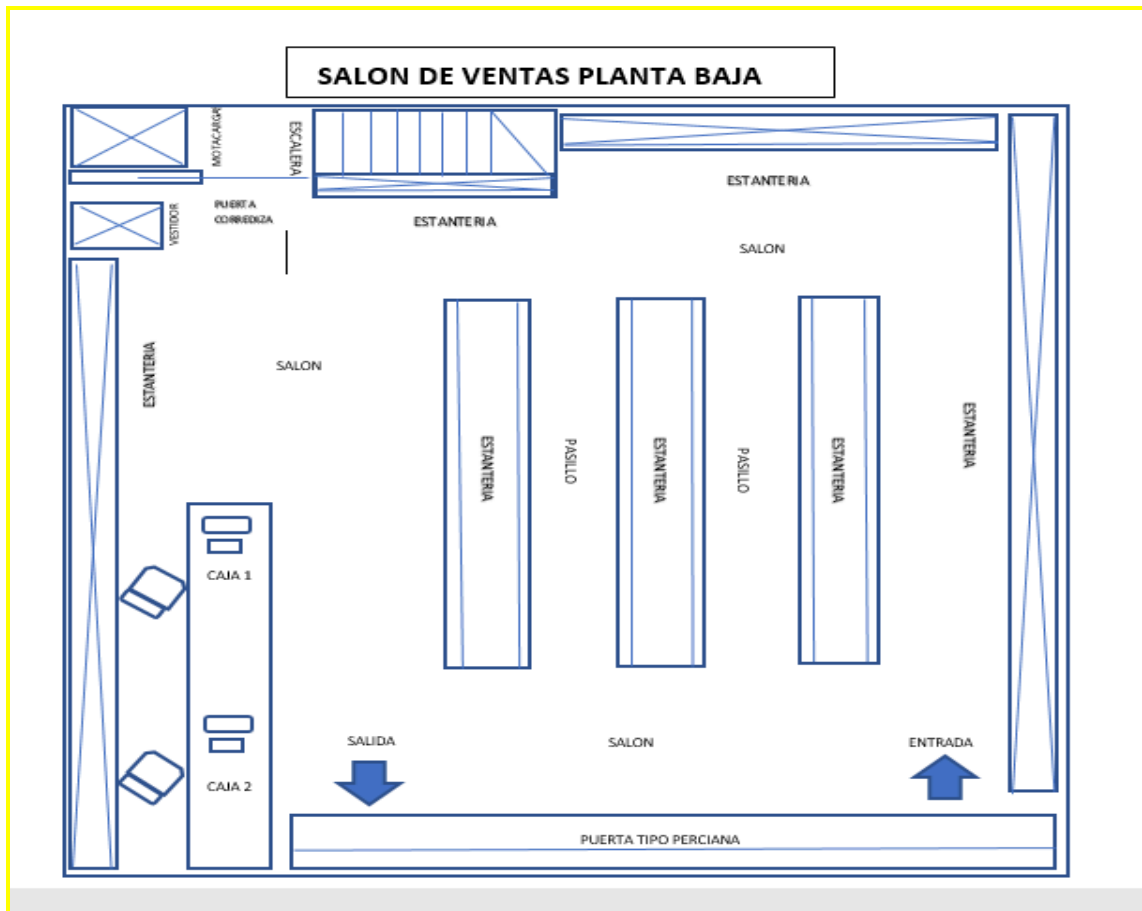 SALON DE VENTAS PLANTA BAJA
MOTACARGA
ESCALERA
ESTANTERIA
PUERTA
CORREDIZA
VESTIDOR
ESTANTERIA
SALON
ESTANTERIA
SALON
ESTANTERIA
PASILLO
ESTANTERIA
PASILLO
ESTANTERIA
ESTANTERIA
CAJA 1
SALIDA
SALON
ENTRADA
CAJA 2
PUERTA TIPO PERCIANA